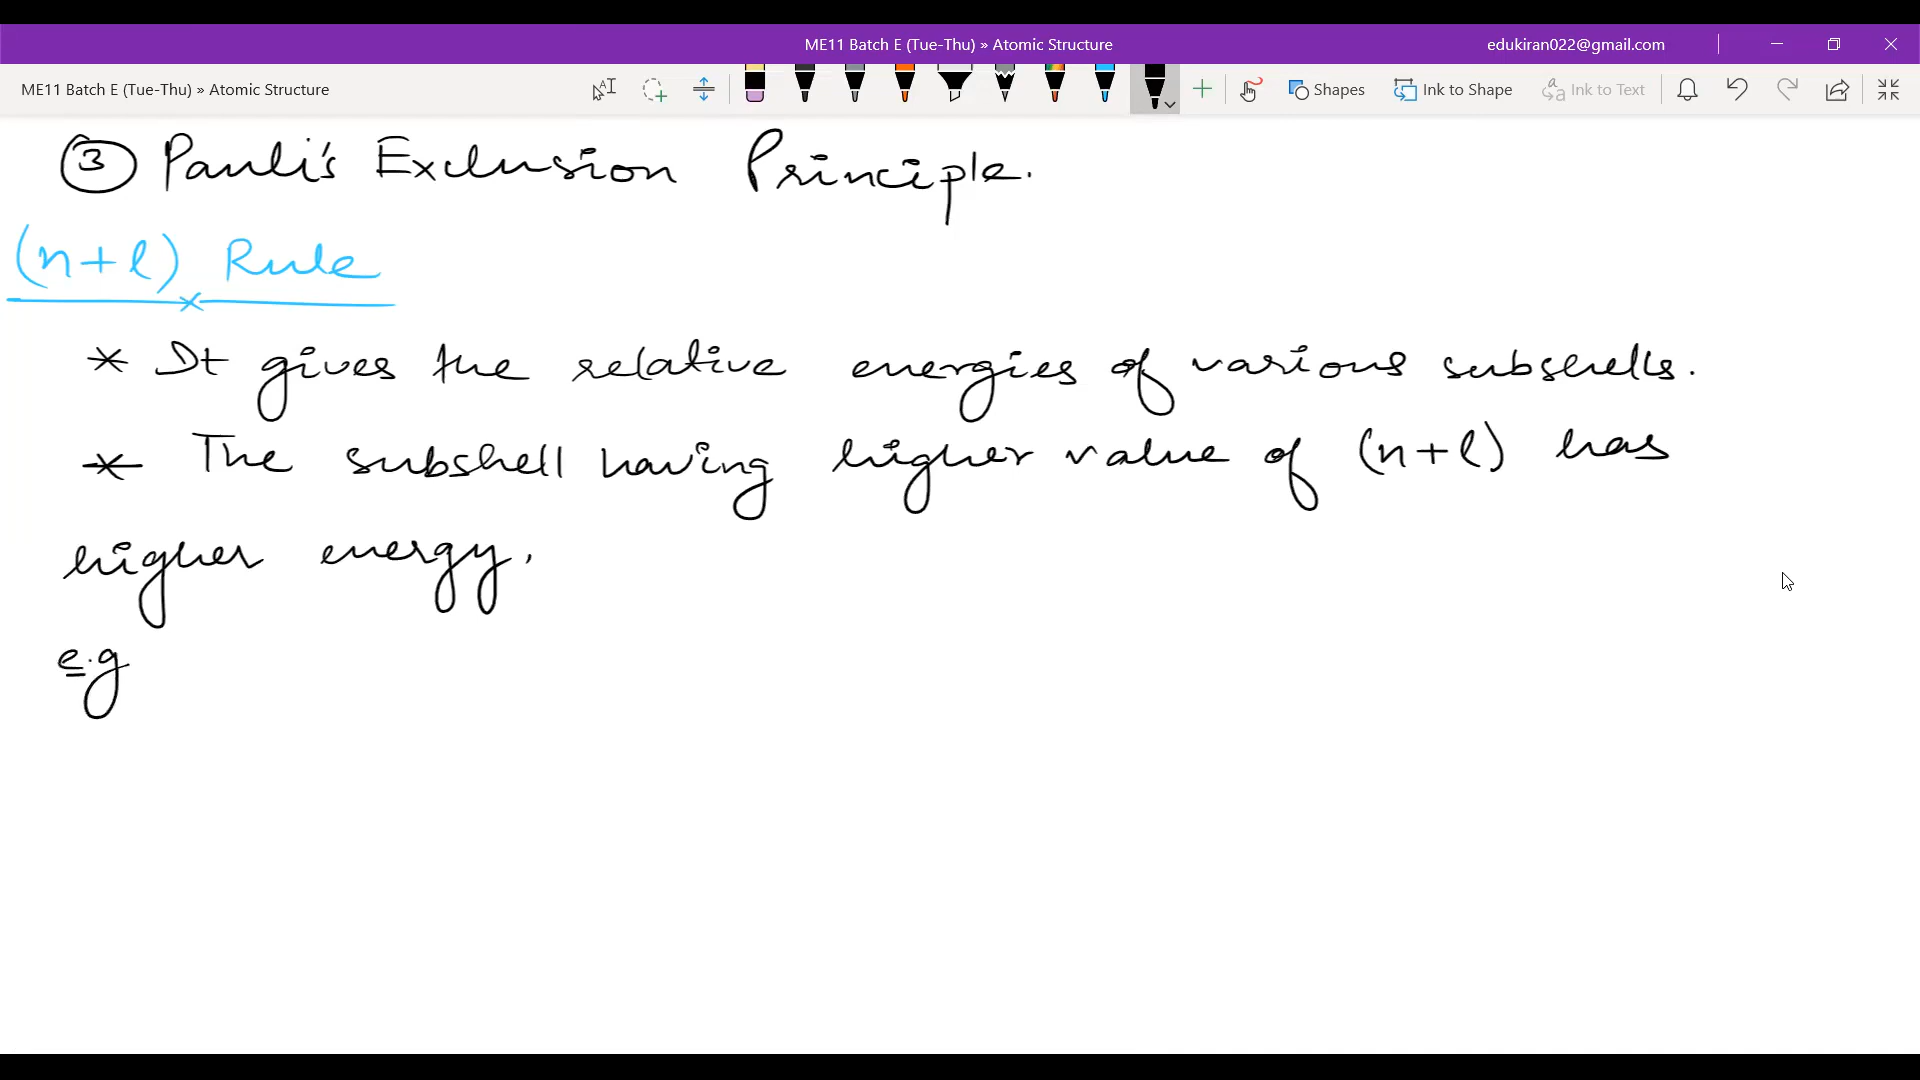 ME11 Batch E (Tue-Thu) » Atomic Structure edukiran022@gmail.com
ME11 Batch E (Tue-Thu) » Atomic Structure Shapes Ink to Shape Ink to Text
③ Pauli's Exclusion Principle.
(n+l) Rule
* It gives the relative energies of various subshells.
* The subshell having higher value of (n+l) has
higher energy.
e.g